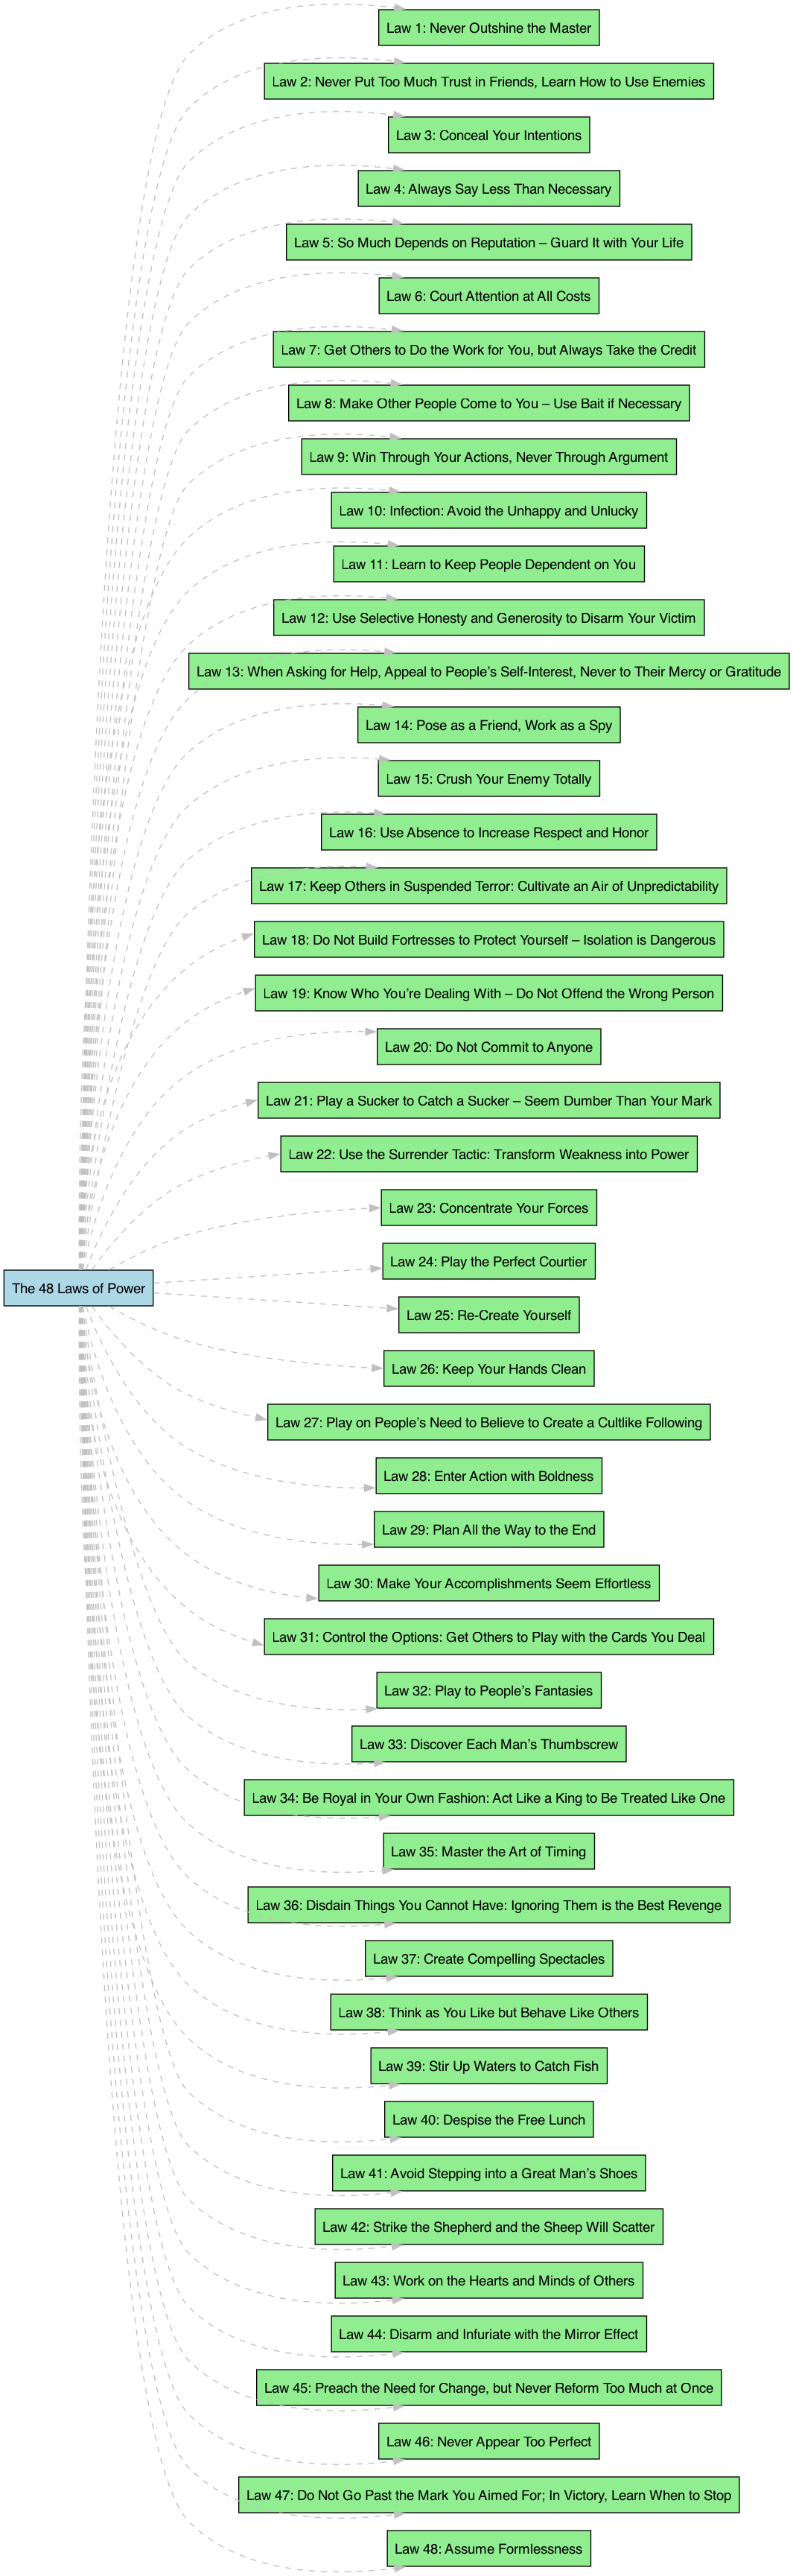 Law 1: Never Outshine the Master
Law 2: Never Put Too Much Trust in Friends, Learn How to Use Enemies
Law 3: Conceal Your Intentions
Law 4: Always Say Less Than Necessary
Law 5: So Much Depends on Reputation – Guard It with Your Life
Law 6: Court Attention at All Costs
Law 7: Get Others to Do the Work for You, but Always Take the Credit
Law 8: Make Other People Come to You – Use Bait if Necessary
Law 9: Win Through Your Actions, Never Through Argument
Law 10: Infection: Avoid the Unhappy and Unlucky
Law 11: Learn to Keep People Dependent on You
Law 12: Use Selective Honesty and Generosity to Disarm Your Victim
Law 13: When Asking for Help, Appeal to People’s Self-Interest, Never to Their Mercy or Gratitude
Law 14: Pose as a Friend, Work as a Spy
Law 15: Crush Your Enemy Totally
Law 16: Use Absence to Increase Respect and Honor
Law 17: Keep Others in Suspended Terror: Cultivate an Air of Unpredictability
Law 18: Do Not Build Fortresses to Protect Yourself – Isolation is Dangerous
Law 19: Know Who You’re Dealing With – Do Not Offend the Wrong Person
Law 20: Do Not Commit to Anyone
Law 21: Play a Sucker to Catch a Sucker – Seem Dumber Than Your Mark
Law 22: Use the Surrender Tactic: Transform Weakness into Power
Law 23: Concentrate Your Forces
Law 24: Play the Perfect Courtier
The 48 Laws of Power
Law 25: Re-Create Yourself
Law 26: Keep Your Hands Clean
Law 27: Play on People’s Need to Believe to Create a Cultlike Following
Law 28: Enter Action with Boldness
Law 29: Plan All the Way to the End
Law 30: Make Your Accomplishments Seem Effortless
Law 31: Control the Options: Get Others to Play with the Cards You Deal
Law 32: Play to People’s Fantasies
Law 33: Discover Each Man’s Thumbscrew
Law 34: Be Royal in Your Own Fashion: Act Like a King to Be Treated Like One
Law 35: Master the Art of Timing
Law 36: Disdain Things You Cannot Have: Ignoring Them is the Best Revenge
Law 37: Create Compelling Spectacles
Law 38: Think as You Like but Behave Like Others
Law 39: Stir Up Waters to Catch Fish
Law 40: Despise the Free Lunch
Law 41: Avoid Stepping into a Great Man’s Shoes
Law 42: Strike the Shepherd and the Sheep Will Scatter
Law 43: Work on the Hearts and Minds of Others
Law 44: Disarm and Infuriate with the Mirror Effect
Law 45: Preach the Need for Change, but Never Reform Too Much at Once
Law 46: Never Appear Too Perfect
Law 47: Do Not Go Past the Mark You Aimed For; In Victory, Learn When to Stop
Law 48: Assume Formlessness